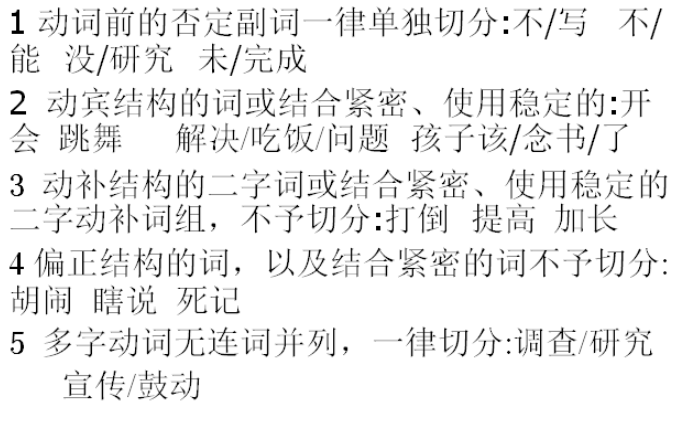 1 动词前的否定副词一律单独切分:不/写 不/
能 没/研究 未/完成
2 动宾结构的词或结合紧密、使用稳定的:开
会 跳舞 解决/吃饭/问题 孩子该/念书/了
3 动补结构的二字词或结合紧密、使用稳定的
二字动补词组，不予切分:打倒 提高 加长
4 偏正结构的词，以及结合紧密的词不予切分:
胡闹 瞎说 死记
5 多字动词无连词并列，一律切分:调查/研究
宣传/鼓动